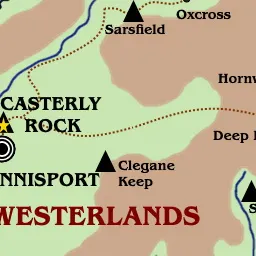 Oxcross
Sarsfield
Hornw
CASTERLY
ROCK
Deep
Clegane
Keep
NNISPORT
WESTERLANDS
S